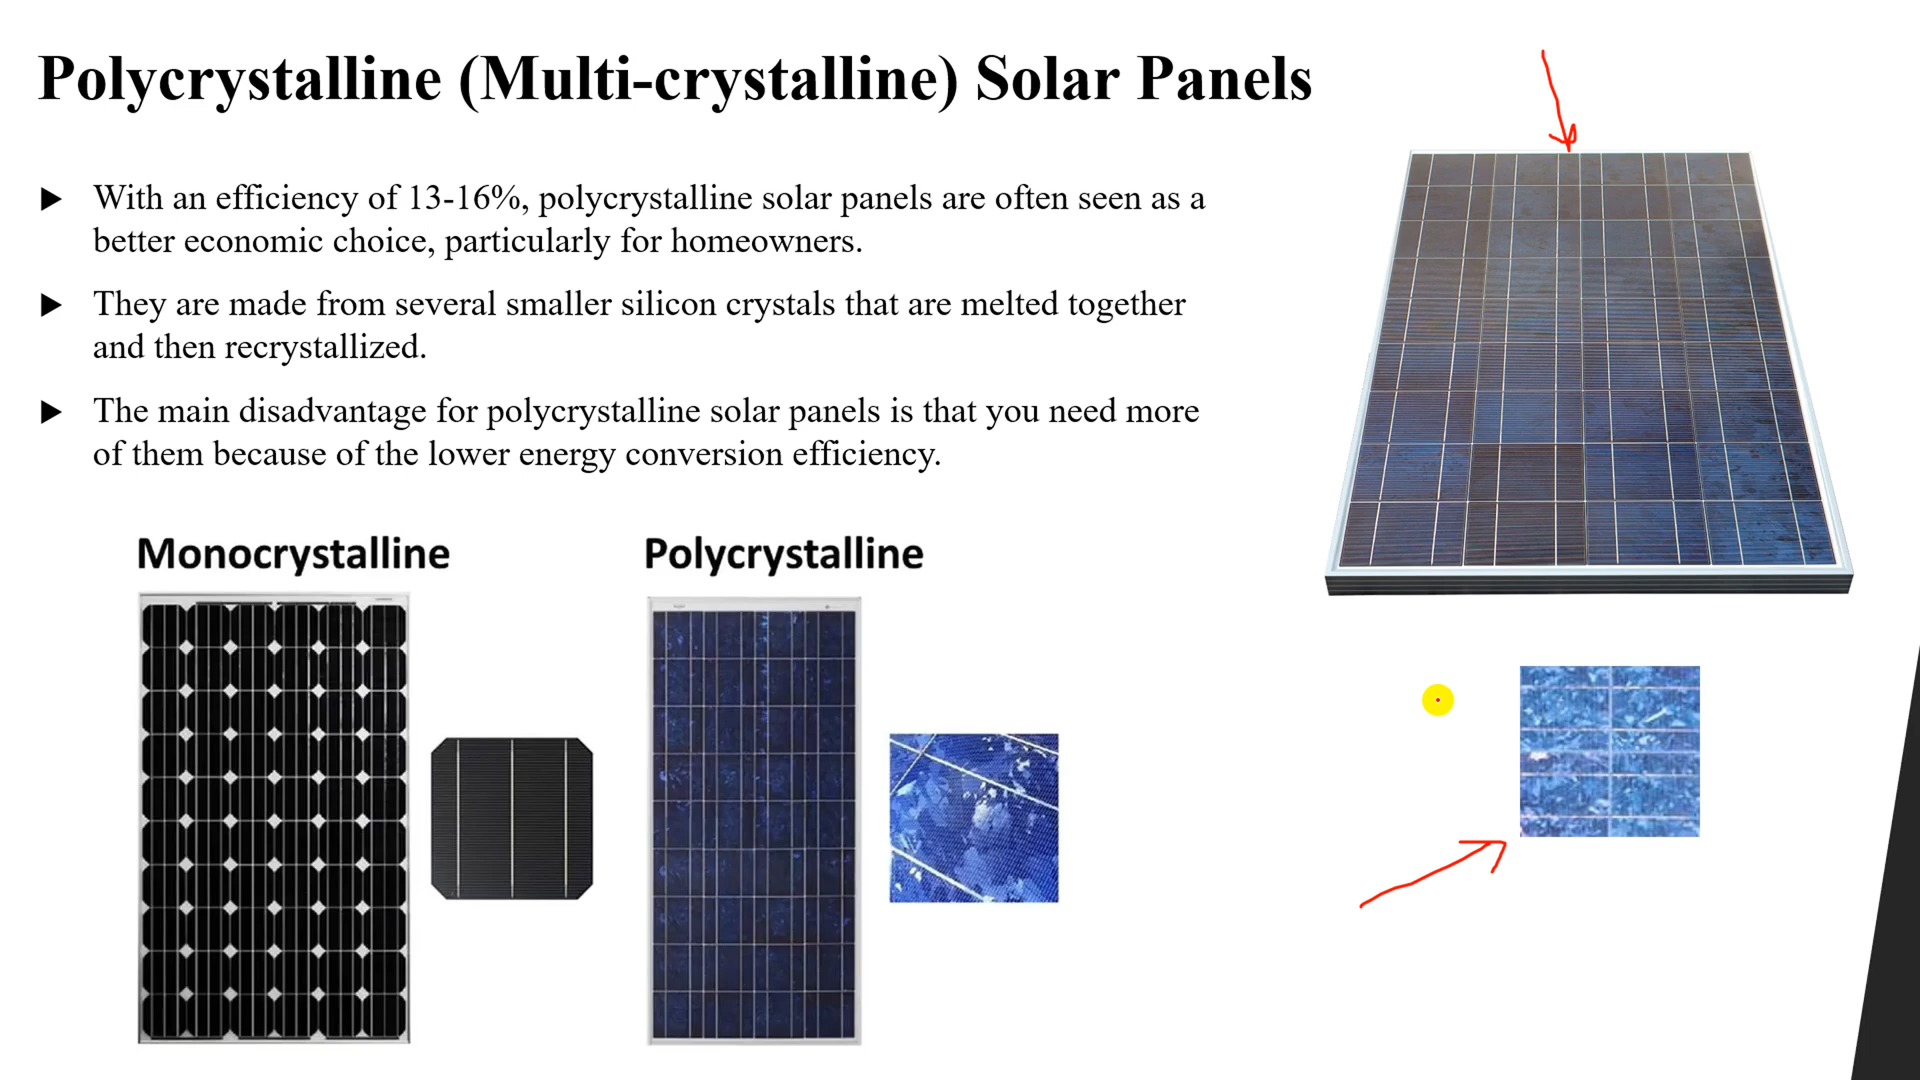 Polycrystalline (Multi-crystalline) Solar Panels
With an efficiency of 13-16%, polycrystalline solar panels are often seen as a
better economic choice, particularly for homeowners.
They are made from several smaller silicon crystals that are melted together
and then recrystallized.
The main disadvantage for polycrystalline solar panels is that you need more
of them because of the lower energy conversion efficiency.
Monocrystalline
Polycrystalline